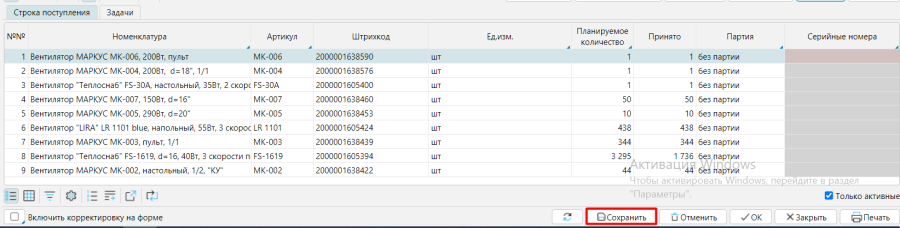 Строка поступления Задачи
№№ Номенклатура Артикул Штрихкод Ед.изм. Планируемое количество Принято Партия Серийные номера
1 Вентилятор МАРКУС МК-006, 200Вт, пульт МК-006 2000001638590 шт 1 1 без партии
2 Вентилятор МАРКУС МК-004, 200Вт, d=18", 1/1 МК-004 2000001638576 шт 1 1 без партии
3 Вентилятор "Теплосна6" FS-30A, настольный, 35Вт, 2 скоро FS-30A 2000001605400 шт 1 1 без партии
4 Вентилятор МАРКУС МК-007, 150Вт, d=16" МК-007 2000001638460 шт 50 50 без партии
5 Вентилятор МАРКУС МК-005, 290Вт, d=20" МК-005 2000001638453 шт 10 10 без партии
6 Вентилятор "LIRA" LR 1101 blue, напольный, 55Вт, 3 скорос LR 1101 2000001605424 шт 438 438 без партии
7 Вентилятор МАРКУС МК-003, пульт, 1/1 МК-003 2000001638439 шт 344 344 без партии
8 Вентилятор "Теплосна6" FS-1619, d=16, 40Вт, 3 скорости п FS-1619 2000001605394 шт 3 295 1 736 без партии
9 Вентилятор МАРКУС МК-002, настольный, 1/2, "КУ" МК-002 2000001638422 шт 44 44 без партии
Активация Windows
Чтобы активировать Windows, перейдите в раздел
"Параметры".
Только активные
Включить корректировку на форме Сохранить Отменить ОК Закрыть Печать